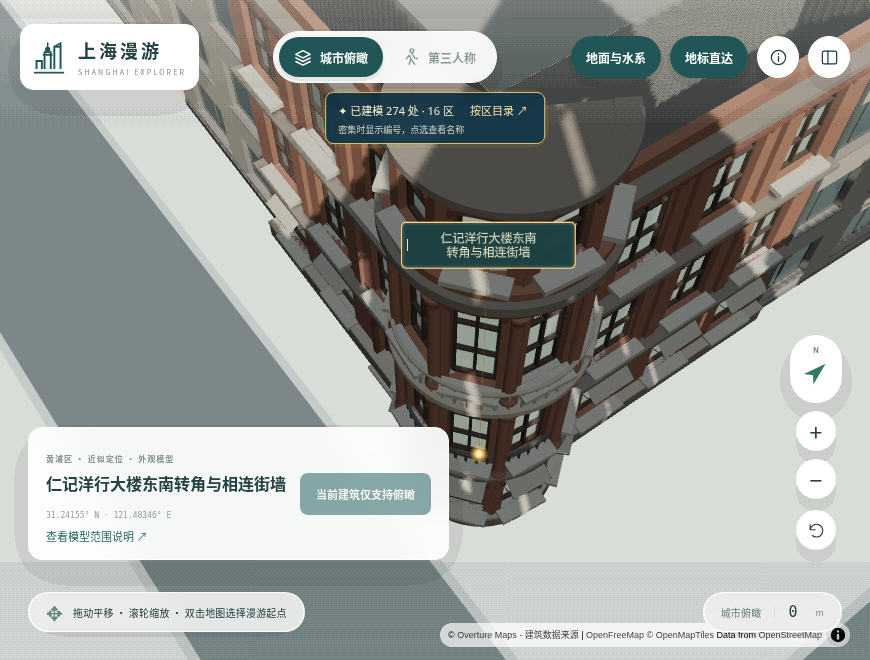 上海漫游
SHANGHAI EXPLORER
城市俯瞰
第三人称
地面与水系
地标直达
✦ 已建模 274 处 · 16 区 按区目录 ↗
密集时显示编号，点选查看名称
仁记洋行大楼东南
转角与相连街墙
N
黄浦区 · 近似定位 · 外观模型
仁记洋行大楼东南转角与相连街墙
当前建筑仅支持俯瞰
31.24155° N · 121.48346° E
查看模型范围说明 ↗
拖动平移 · 滚轮缩放 · 双击地图选择漫游起点
城市俯瞰 0 m
© Overture Maps · 建筑数据来源 | OpenFreeMap © OpenMapTiles Data from OpenStreetMap